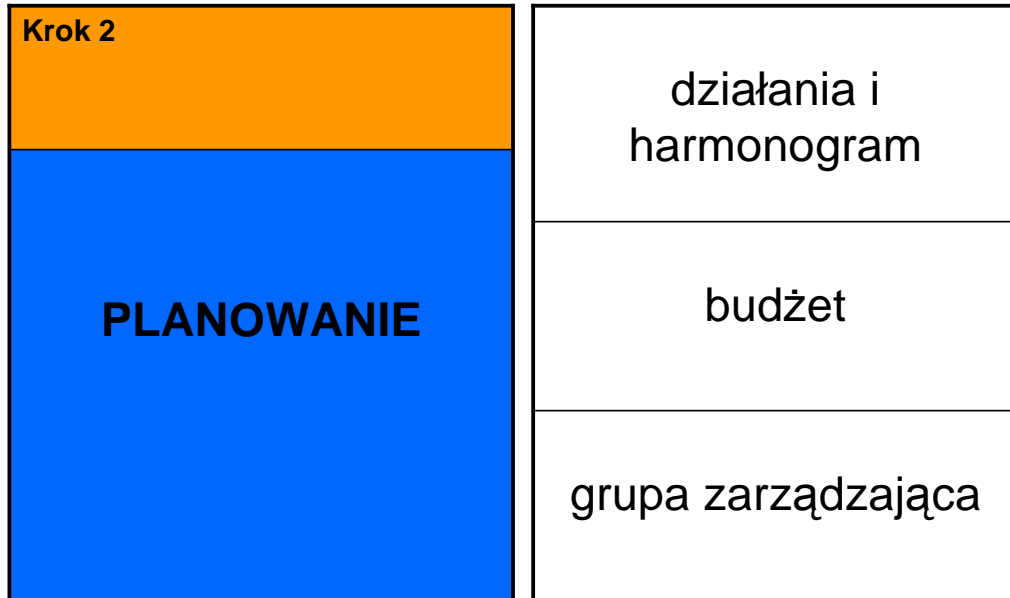 Krok 2
PLANOWANIE
działania i
harmonogram
budżet
grupa zarządzająca